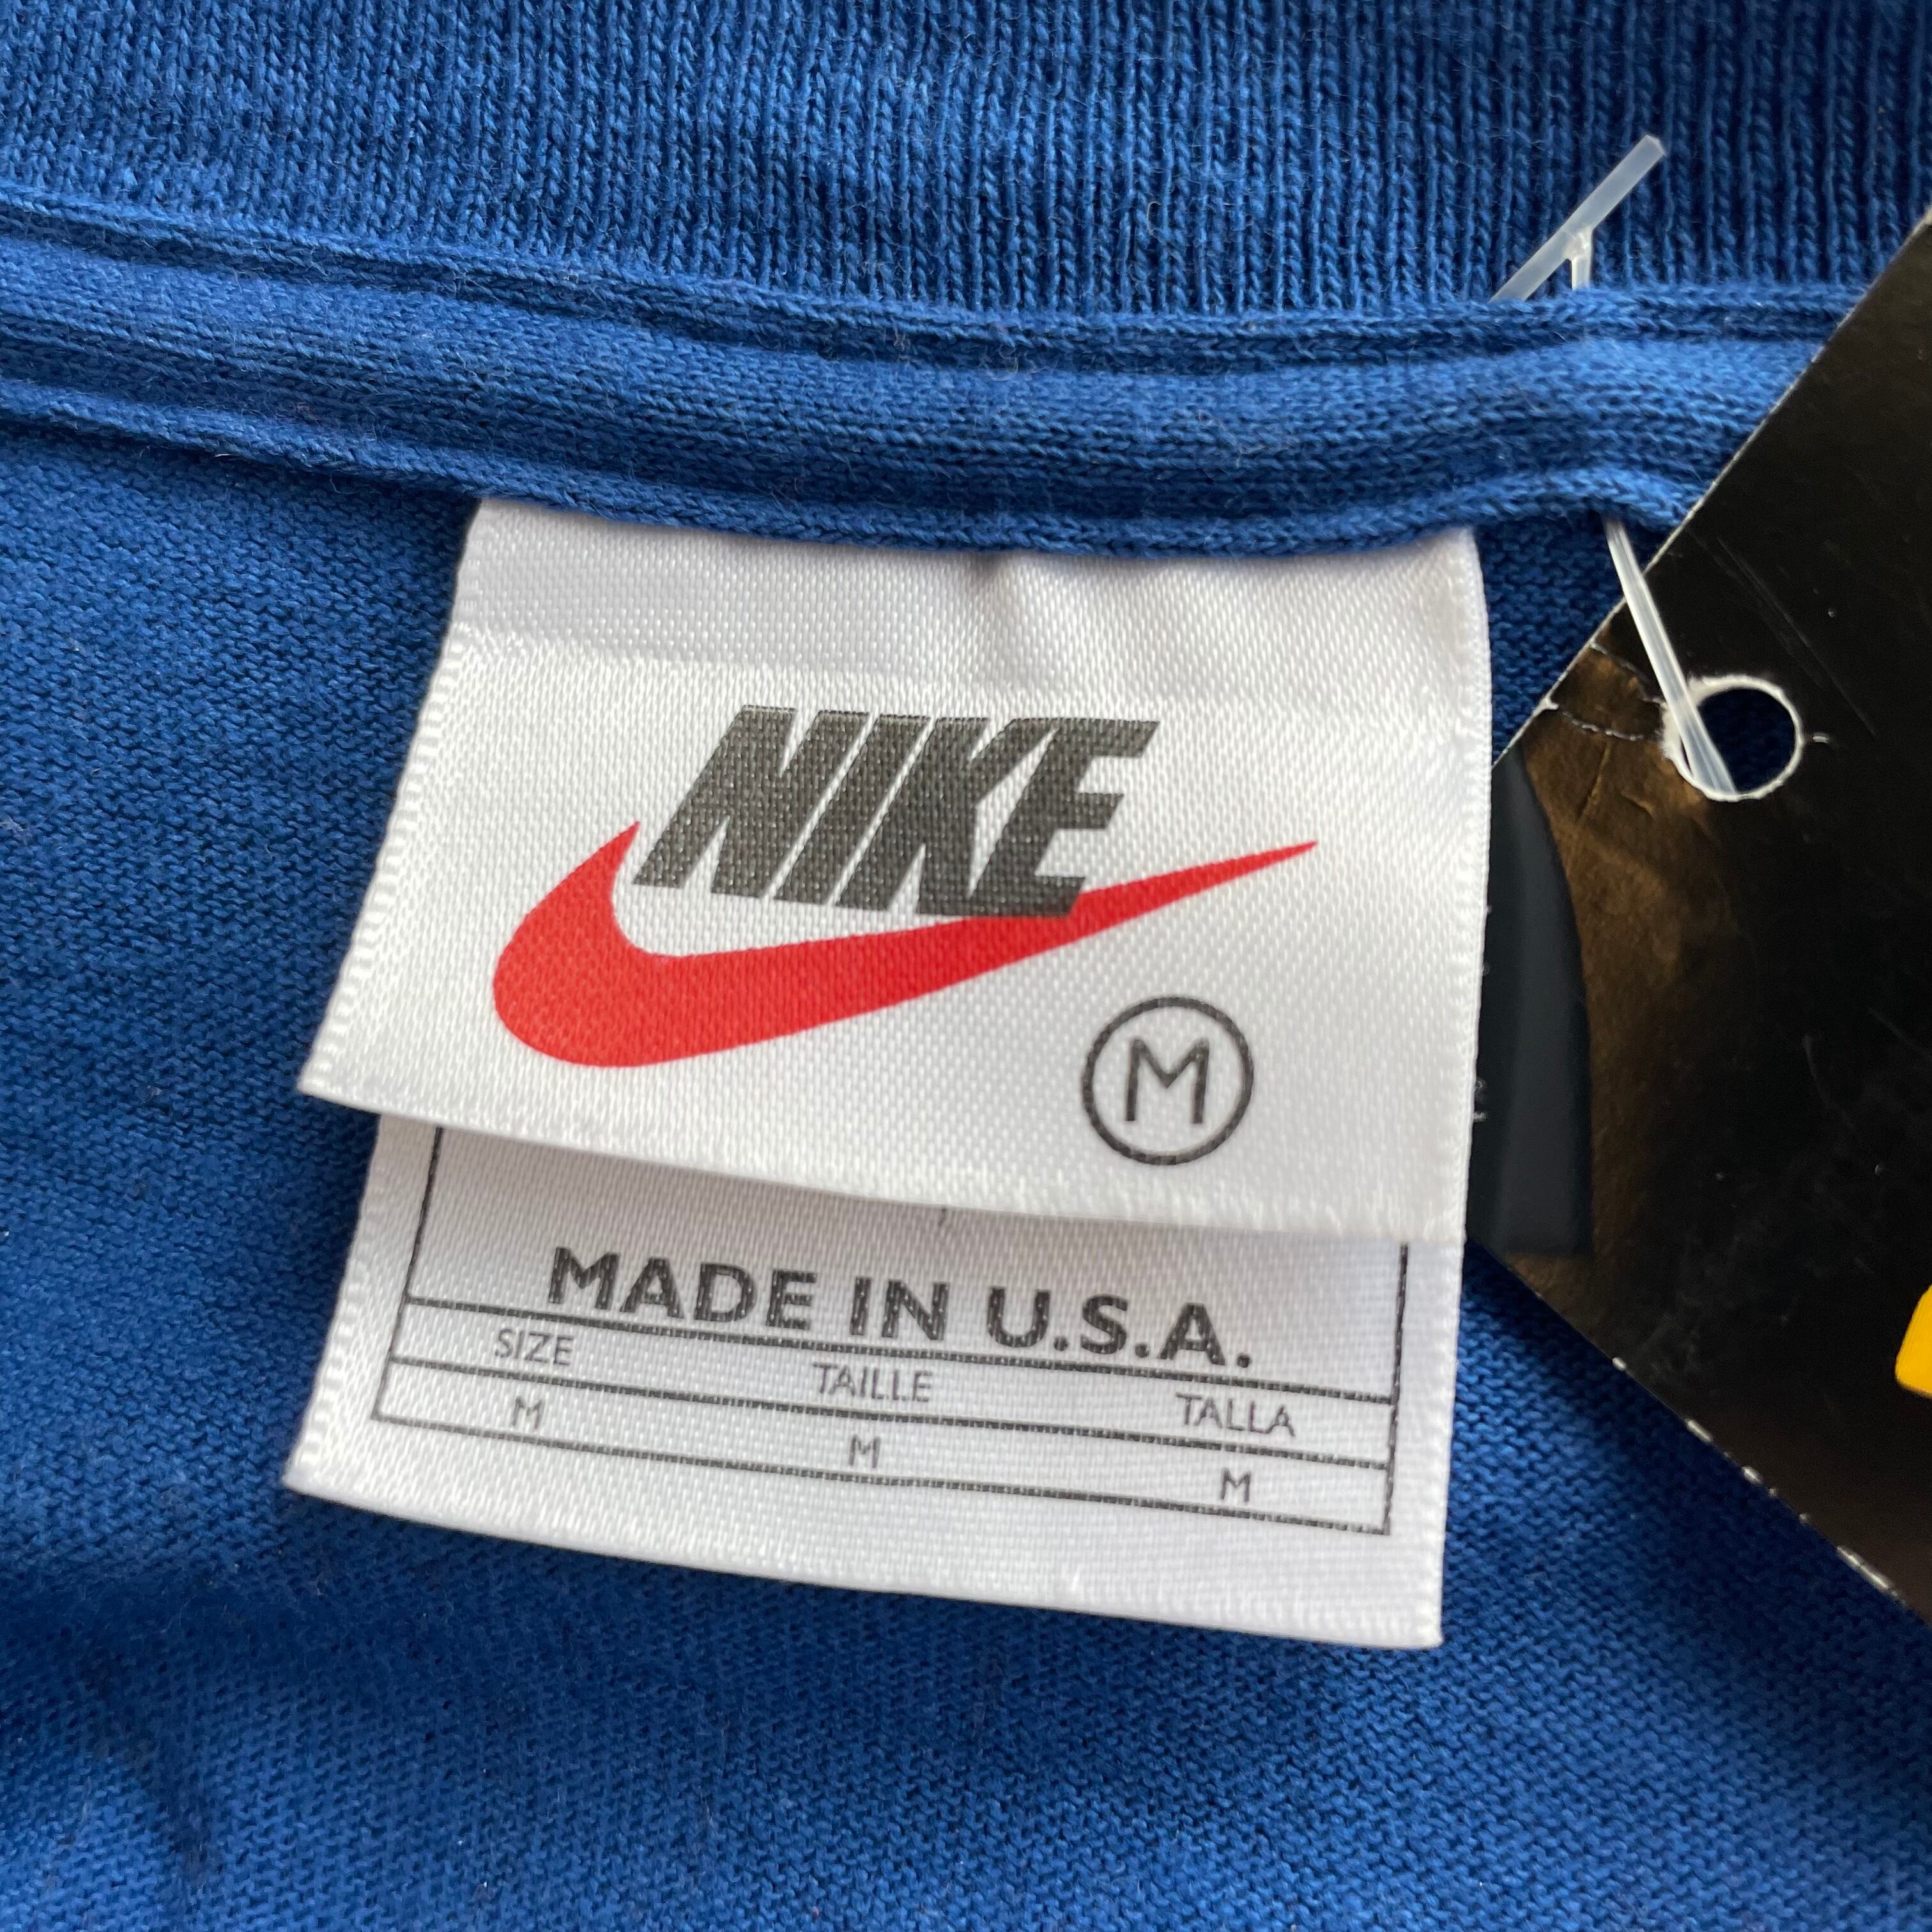 NIKE
M
MADE IN U.S.A.
SIZE TAILLE TALLA
M M M